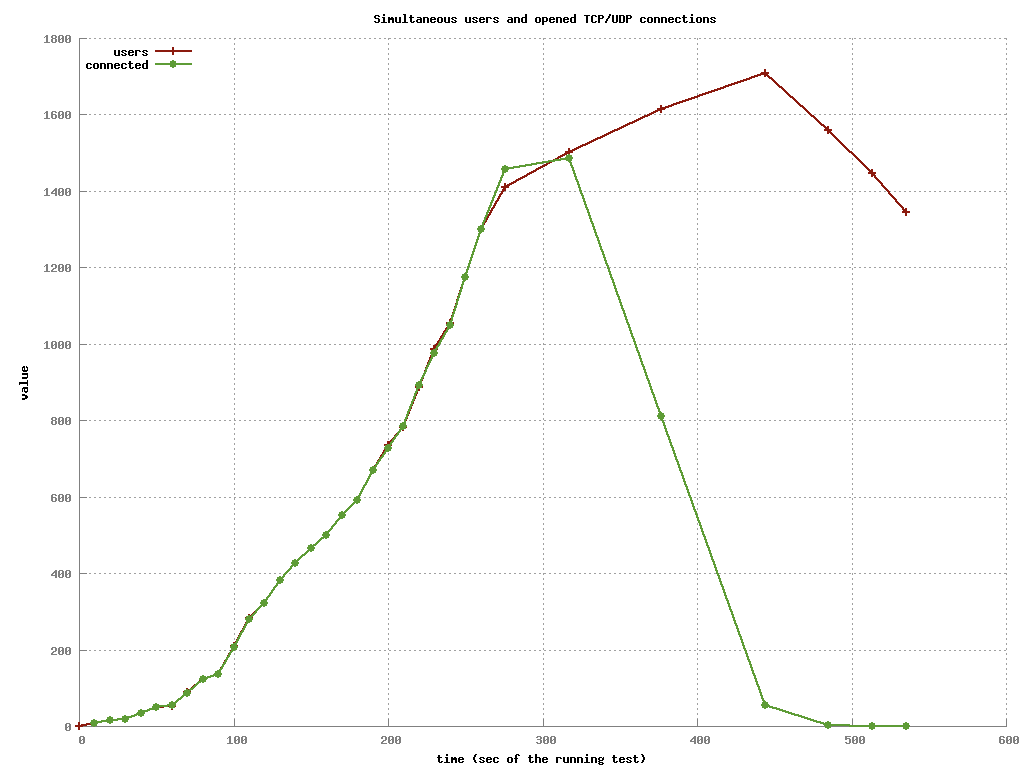 Simultaneous users and opened TCP/UDP connections
1800
users
connected
1600
1400
1200
1000
value
800
600
400
200
0
0 100 200 300 400 500 600
time (sec of the running test)